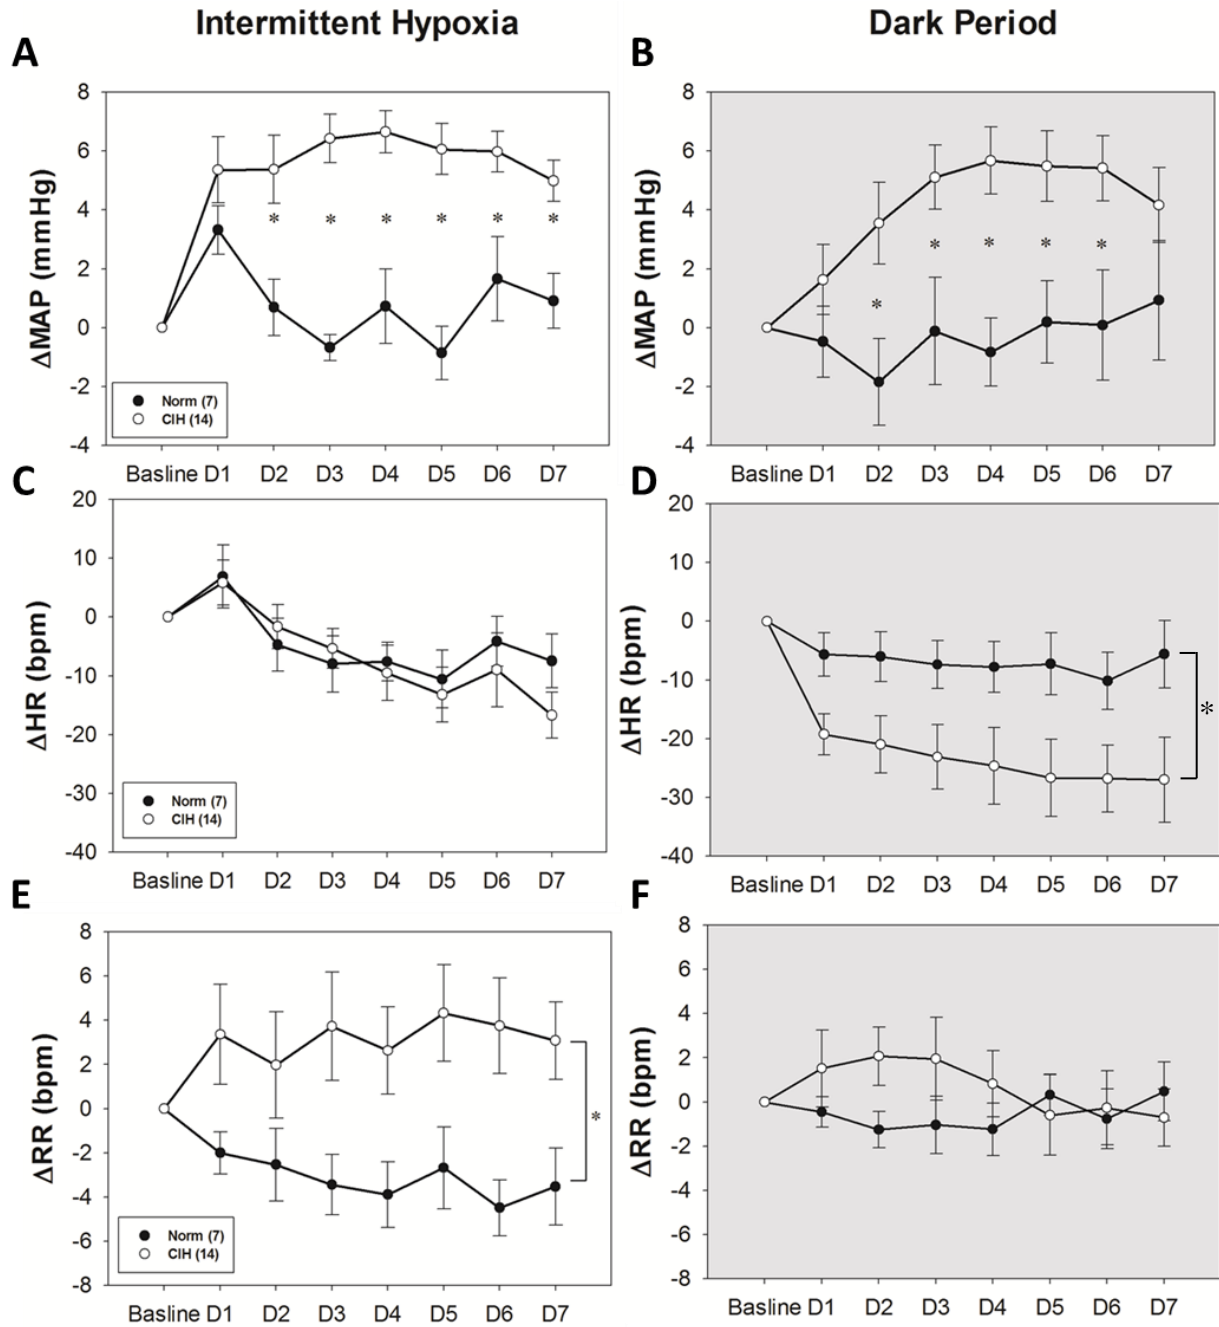 Intermittent Hypoxia
Dark Period
A
B
8
6
4
2
0
-2
-4
ΔMAP (mmHg)
* * * * * *
Norm (7)
CIH (14)
Basline D1 D2 D3 D4 D5 D6 D7
8
6
4
2
0
-2
-4
ΔMAP (mmHg)
* * * * *
Basline D1 D2 D3 D4 D5 D6 D7
C
D
20
10
0
-10
-20
-30
-40
ΔHR (bpm)
Norm (7)
CIH (14)
Basline D1 D2 D3 D4 D5 D6 D7
20
10
0
-10
-20
-30
-40
ΔHR (bpm)
*
Basline D1 D2 D3 D4 D5 D6 D7
E
F
8
6
4
2
0
-2
-4
-6
-8
ΔRR (bpm)
*
Norm (7)
CIH (14)
Basline D1 D2 D3 D4 D5 D6 D7
8
6
4
2
0
-2
-4
-6
-8
ΔRR (bpm)
Basline D1 D2 D3 D4 D5 D6 D7